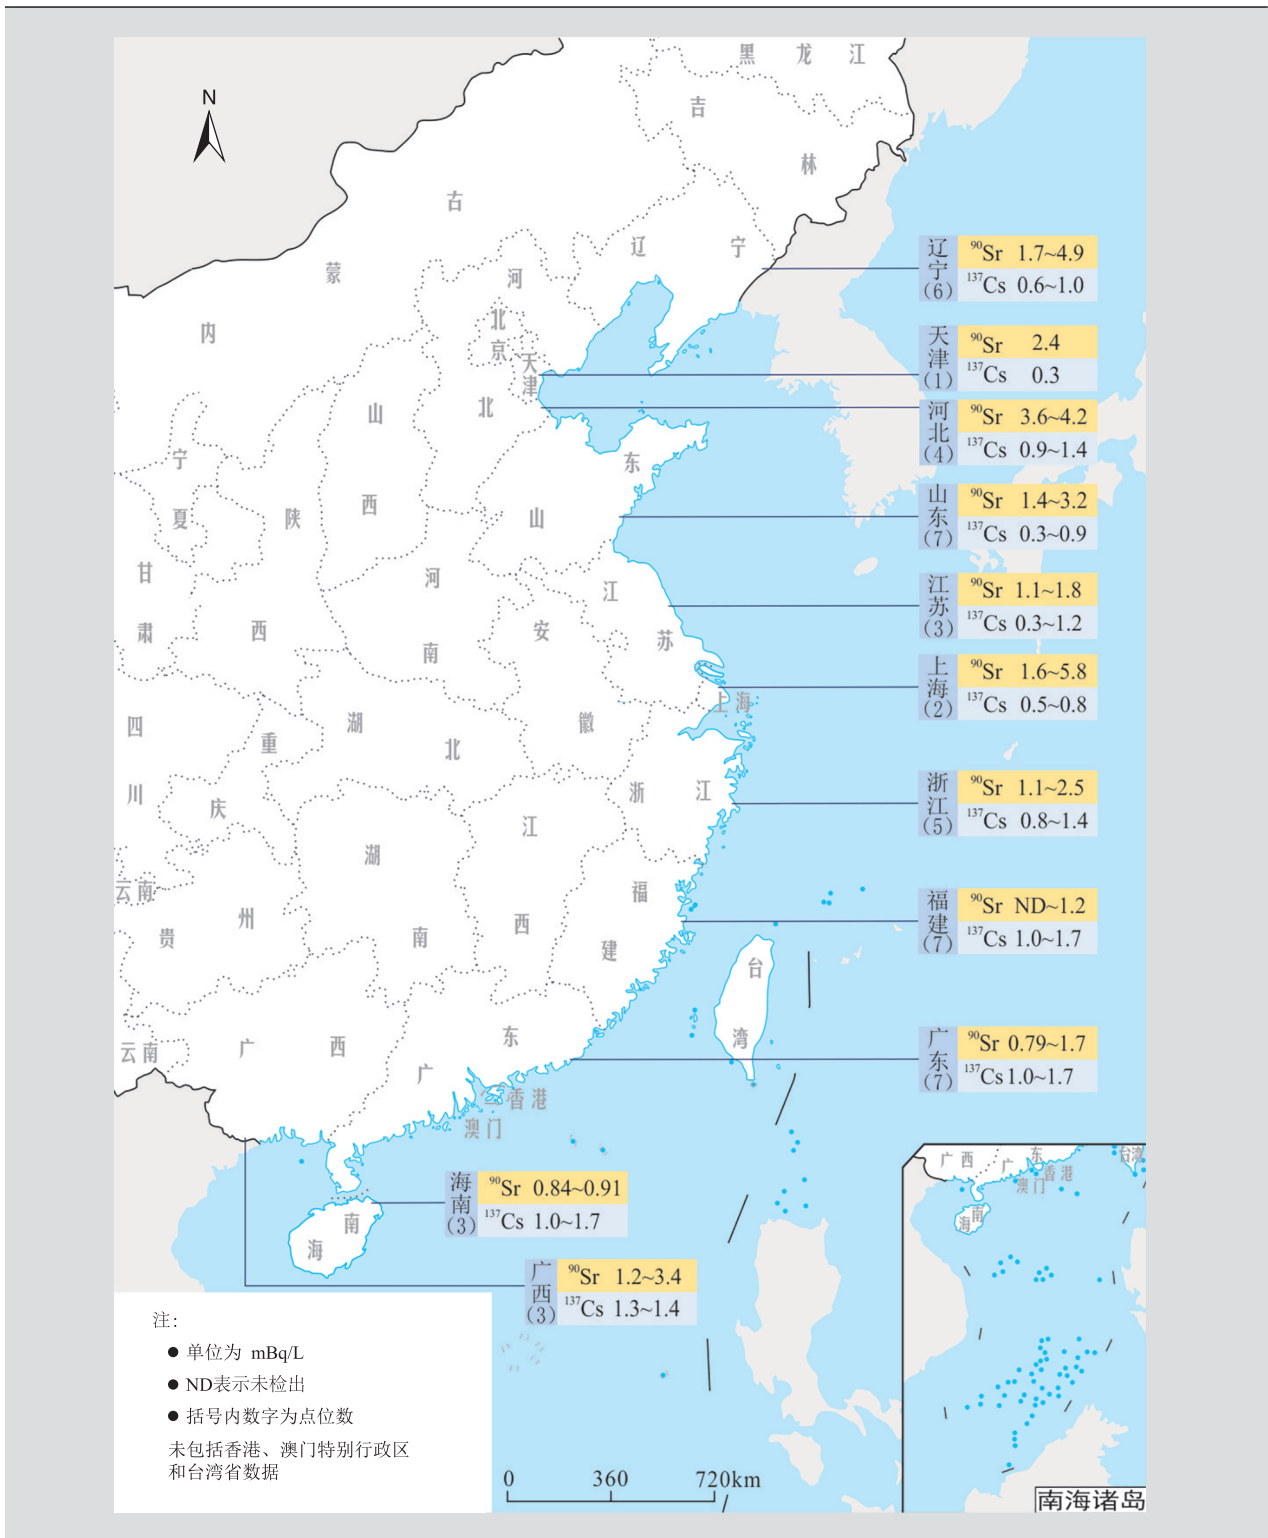 N
黑 龙 江
吉
林
古
辽 宁
蒙
河
内
北
京
天
津
山
北
宁
东
夏
陕
西
山
甘
河
江
肃
西
安
苏
南
上海
四
湖
徽
重
北
川
庆
浙 江
江
湖
云南
福
州
西
贵
南
建
台
湾
云南
广 西
东
广
香港
澳门
南
海
辽宁(6)
⁹⁰Sr 1.7~4.9
¹³⁷Cs 0.6~1.0
天津(1)
⁹⁰Sr 2.4
¹³⁷Cs 0.3
河北(4)
⁹⁰Sr 3.6~4.2
¹³⁷Cs 0.9~1.4
山东(7)
⁹⁰Sr 1.4~3.2
¹³⁷Cs 0.3~0.9
江苏(3)
⁹⁰Sr 1.1~1.8
¹³⁷Cs 0.3~1.2
上海(2)
⁹⁰Sr 1.6~5.8
¹³⁷Cs 0.5~0.8
浙江(5)
⁹⁰Sr 1.1~2.5
¹³⁷Cs 0.8~1.4
福建(7)
⁹⁰Sr ND~1.2
¹³⁷Cs 1.0~1.7
广东(7)
⁹⁰Sr 0.79~1.7
¹³⁷Cs 1.0~1.7
海南(3)
⁹⁰Sr 0.84~0.91
¹³⁷Cs 1.0~1.7
广西(3)
⁹⁰Sr 1.2~3.4
¹³⁷Cs 1.3~1.4
广西
广
东
香港
澳门
台湾
海南
南海诸岛
注：
● 单位为 mBq/L
● ND表示未检出
● 括号内数字为点位数
未包括香港、澳门特别行政区
和台湾省数据
0 360 720km